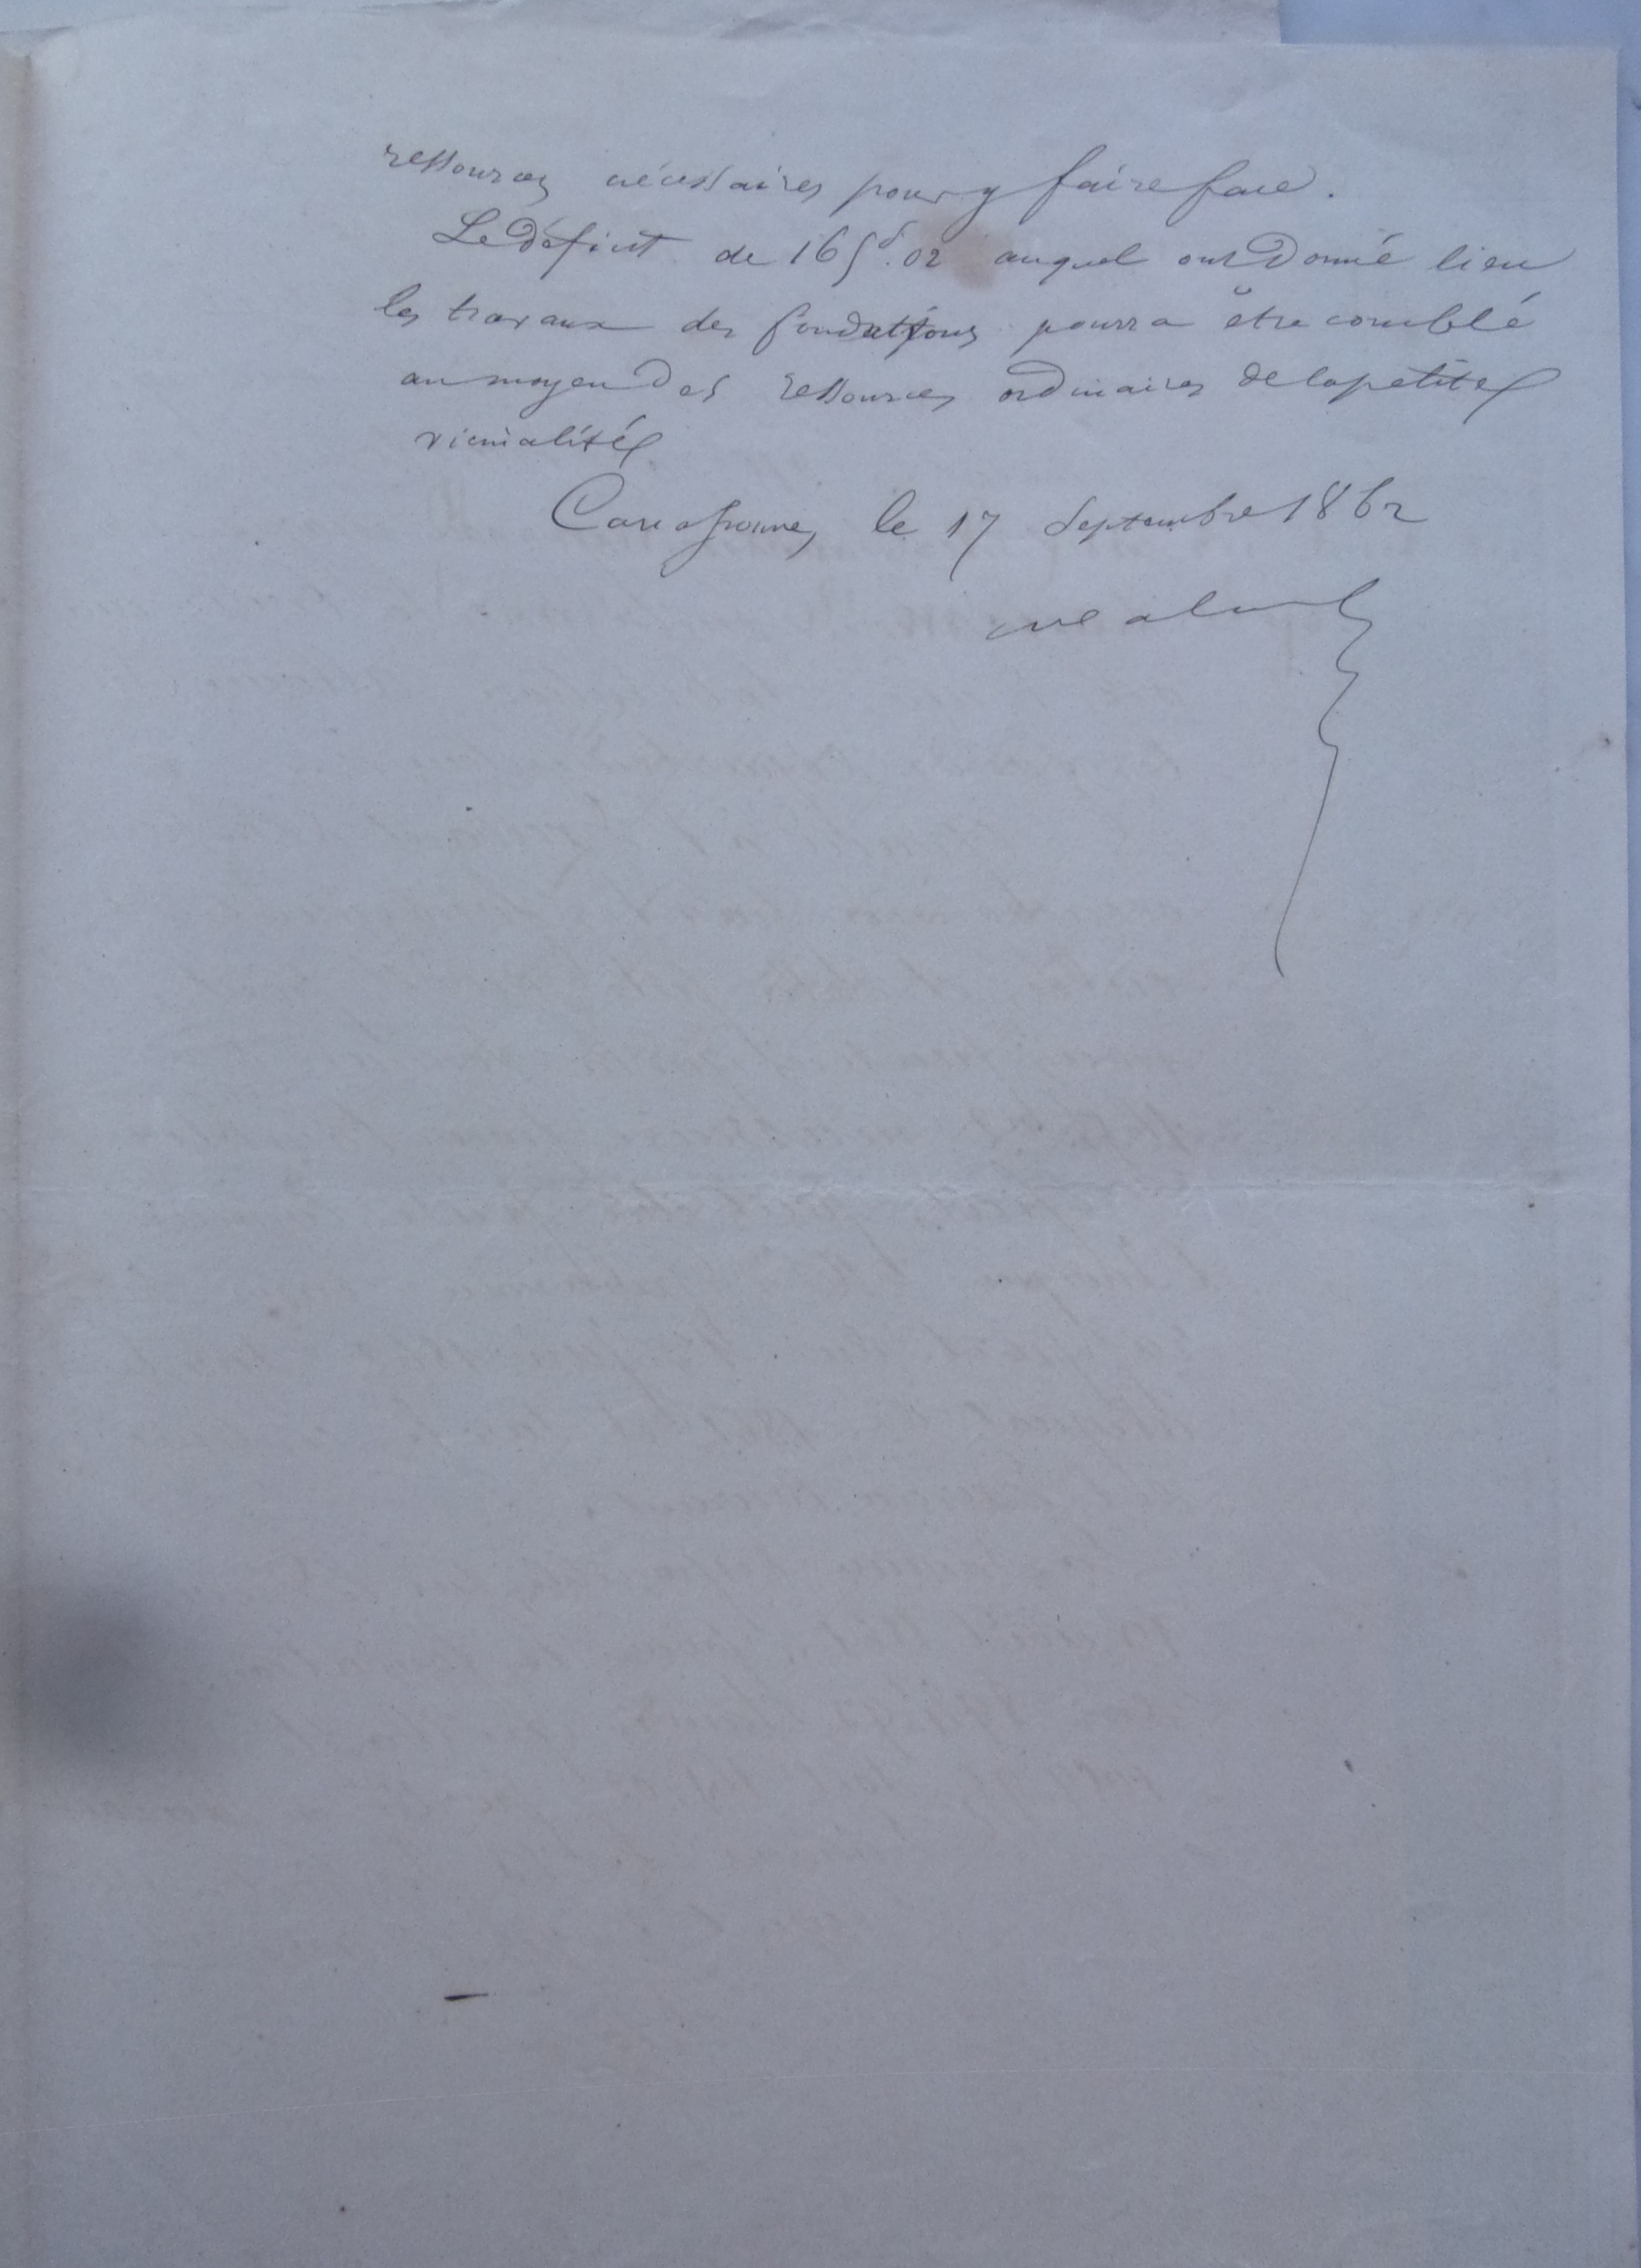 ressources nécessaires pour y faire face.
Le déficit de 165f.02 auquel ont donné lieu
les travaux des fondations pourra être comblé
au moyen des ressources ordinaires de la petite
vicinalité
Carcassonne, le 17 Septembre 1862